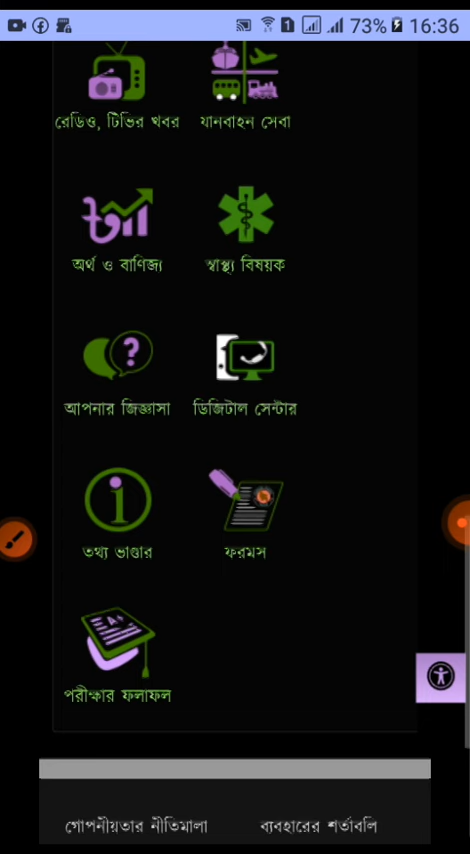 73% 16:36
রেডিও, টিভির খবর যানবাহন সেবা
অর্থ ও বাণিজ্য স্বাস্থ্য বিষয়ক
?
আপনার জিজ্ঞাসা ডিজিটাল সেন্টার
তথ্য ভাণ্ডার ফরমস
A+
পরীক্ষার ফলাফল
গোপনীয়তার নীতিমালা ব্যবহারের শর্তাবলি